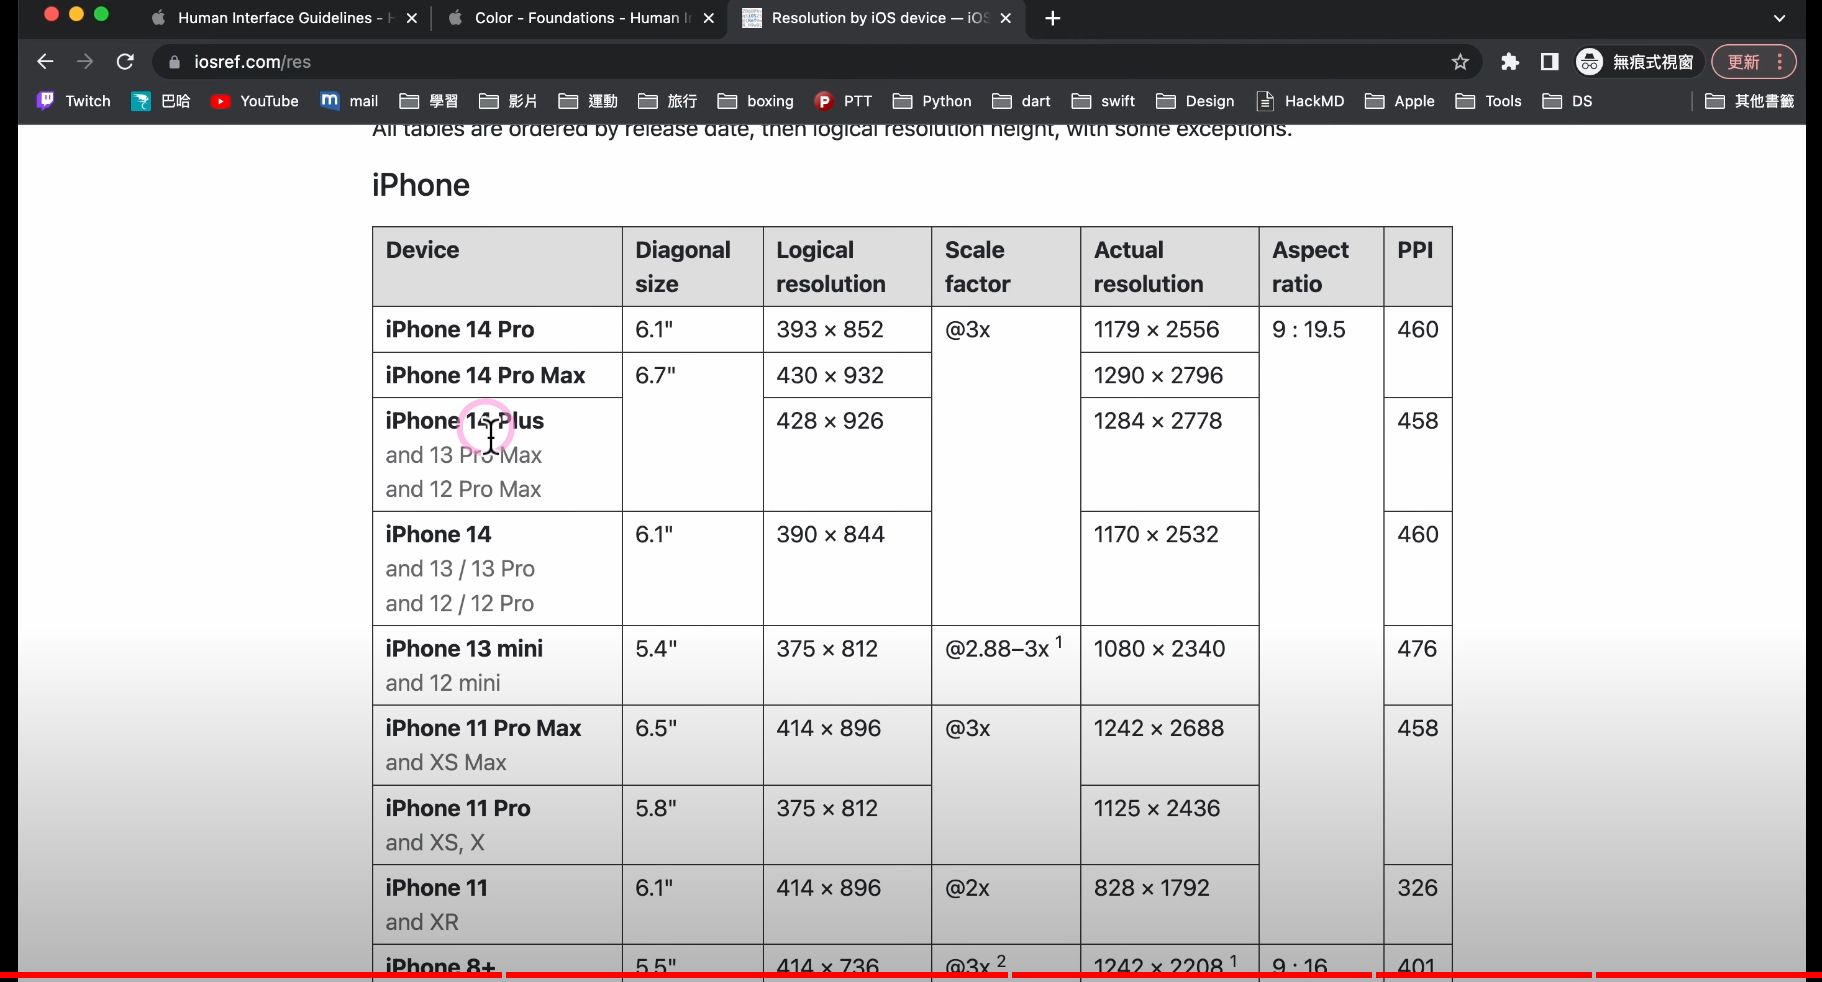 Human Interface Guidelines -
Color - Foundations - Human I
Resolution by iOS device — iOS
iosref.com/res
無痕式視窗
更新
Twitch
巴哈
YouTube
mail
學習
影片
運動
旅行
boxing
PTT
Python
dart
swift
Design
HackMD
Apple
Tools
DS
其他書籤
All tables are ordered by release date, then logical resolution height, with some exceptions.
iPhone
Device Diagonal size Logical resolution Scale factor Actual resolution Aspect ratio PPI
iPhone 14 Pro 6.1" 393 × 852 @3x 1179 × 2556 9 : 19.5 460
iPhone 14 Pro Max 6.7" 430 × 932 1290 × 2796
iPhone 14 Plus 428 × 926 1284 × 2778 458
and 13 Pro Max
and 12 Pro Max
iPhone 14 6.1" 390 × 844 1170 × 2532 460
and 13 / 13 Pro
and 12 / 12 Pro
iPhone 13 mini 5.4" 375 × 812 @2.88–3x 1 1080 × 2340 476
and 12 mini
iPhone 11 Pro Max 6.5" 414 × 896 @3x 1242 × 2688 458
and XS Max
iPhone 11 Pro 5.8" 375 × 812 1125 × 2436
and XS, X
iPhone 11 6.1" 414 × 896 @2x 828 × 1792 326
and XR
iPhone 8+ 5.5" 414 × 736 @3x 2 1242 × 2208 1 9 : 16 401